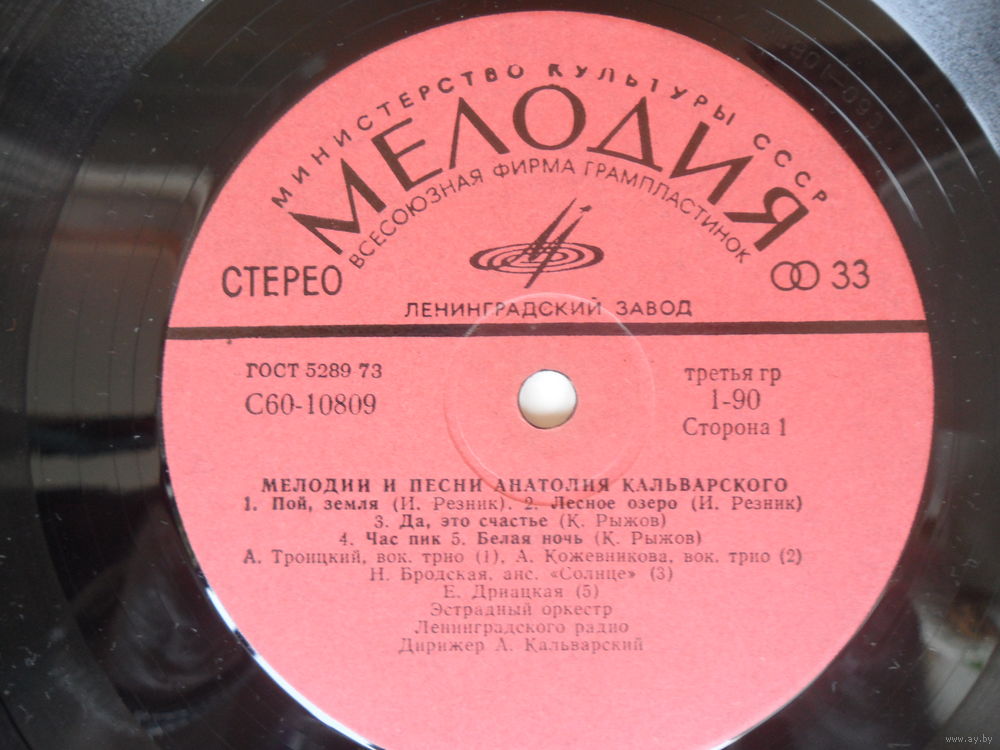 МИНИСТЕРСТВО КУЛЬТУРЫ СССР
МЕЛОДИЯ
ВСЕСОЮЗНАЯ ФИРМА ГРАМПЛАСТИНОК
СТЕРЕО
33
ЛЕНИНГРАДСКИЙ ЗАВОД
ГОСТ 5289 73
С60-10809
третья гр
1-90
Сторона 1
МЕЛОДИИ И ПЕСНИ АНАТОЛИЯ КАЛЬВАРСКОГО
1. Пой, земля (И. Резник). 2. Лесное озеро (И. Резник)
3. Да, это счастье (К. Рыжов)
4. Час пик 5. Белая ночь (К. Рыжов)
А. Троицкий, вок. трио (1), А. Кожевникова, вок. трио (2)
Н. Бродская, анс. «Солнце» (3)
Е. Дриацкая (5)
Эстрадный оркестр
Ленинградского радио
Дирижер А. Кальварский
www.ay.by